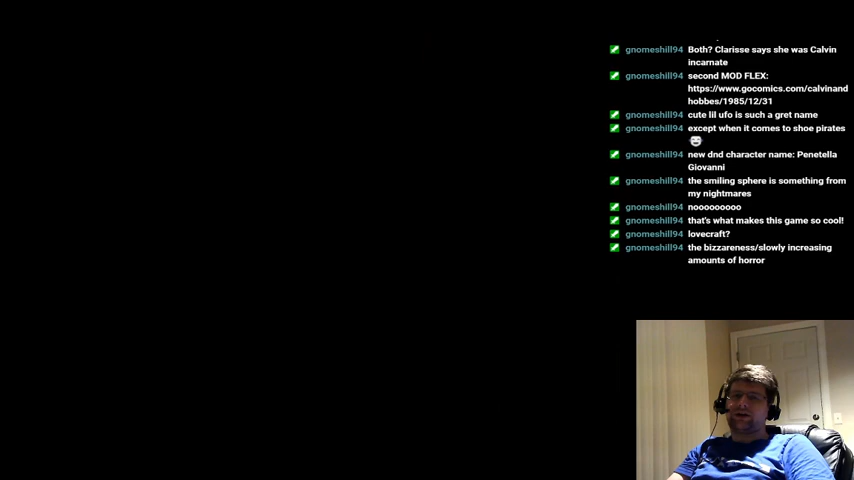 gnomeshill94 Both? Clarisse says she was Calvin
incarnate
gnomeshill94 second MOD FLEX:
https://www.gocomics.com/calvinand
hobbes/1985/12/31
gnomeshill94 cute lil ufo is such a gret name
gnomeshill94 except when it comes to shoe pirates
gnomeshill94 new dnd character name: Penetella
Giovanni
gnomeshill94 the smiling sphere is something from
my nightmares
gnomeshill94 nooooooooo
gnomeshill94 that's what makes this game so cool!
gnomeshill94 lovecraft?
gnomeshill94 the bizzareness/slowly increasing
amounts of horror